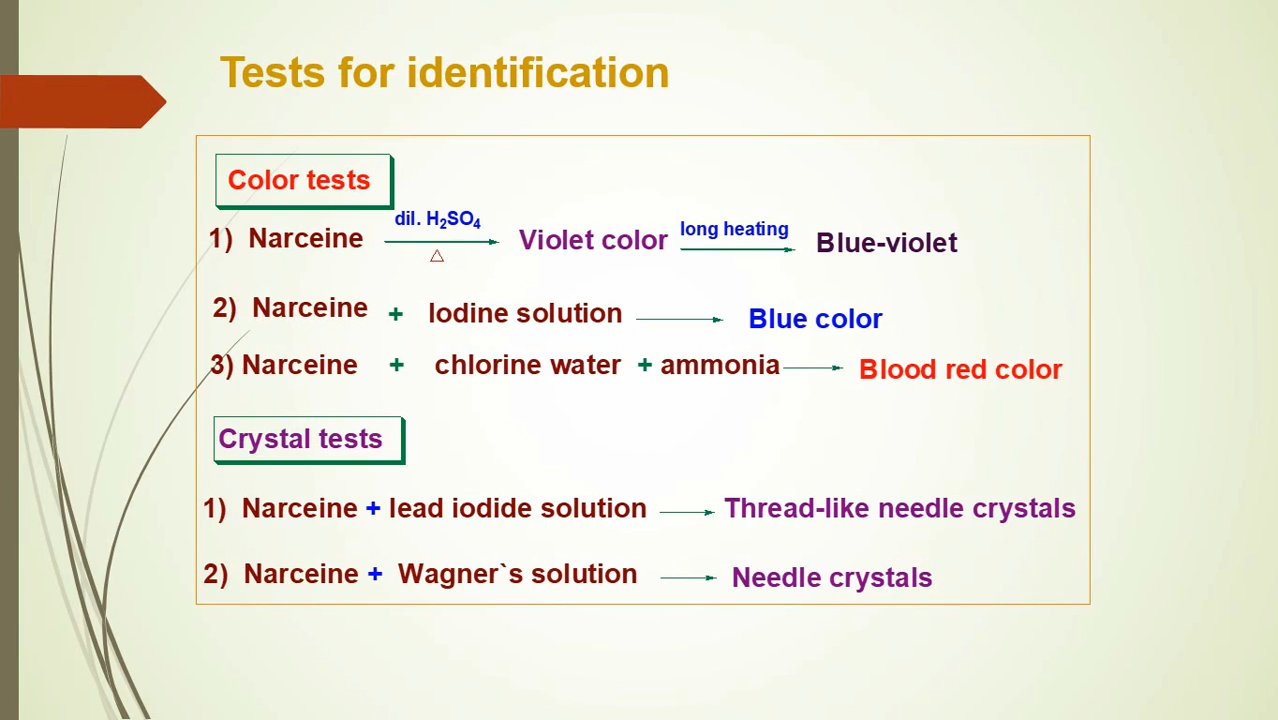 Tests for identification
Color tests
1) Narceine dil. H₂SO₄ △ Violet color long heating Blue-violet
2) Narceine + Iodine solution Blue color
3) Narceine + chlorine water + ammonia Blood red color
Crystal tests
1) Narceine + lead iodide solution Thread-like needle crystals
2) Narceine + Wagner`s solution Needle crystals